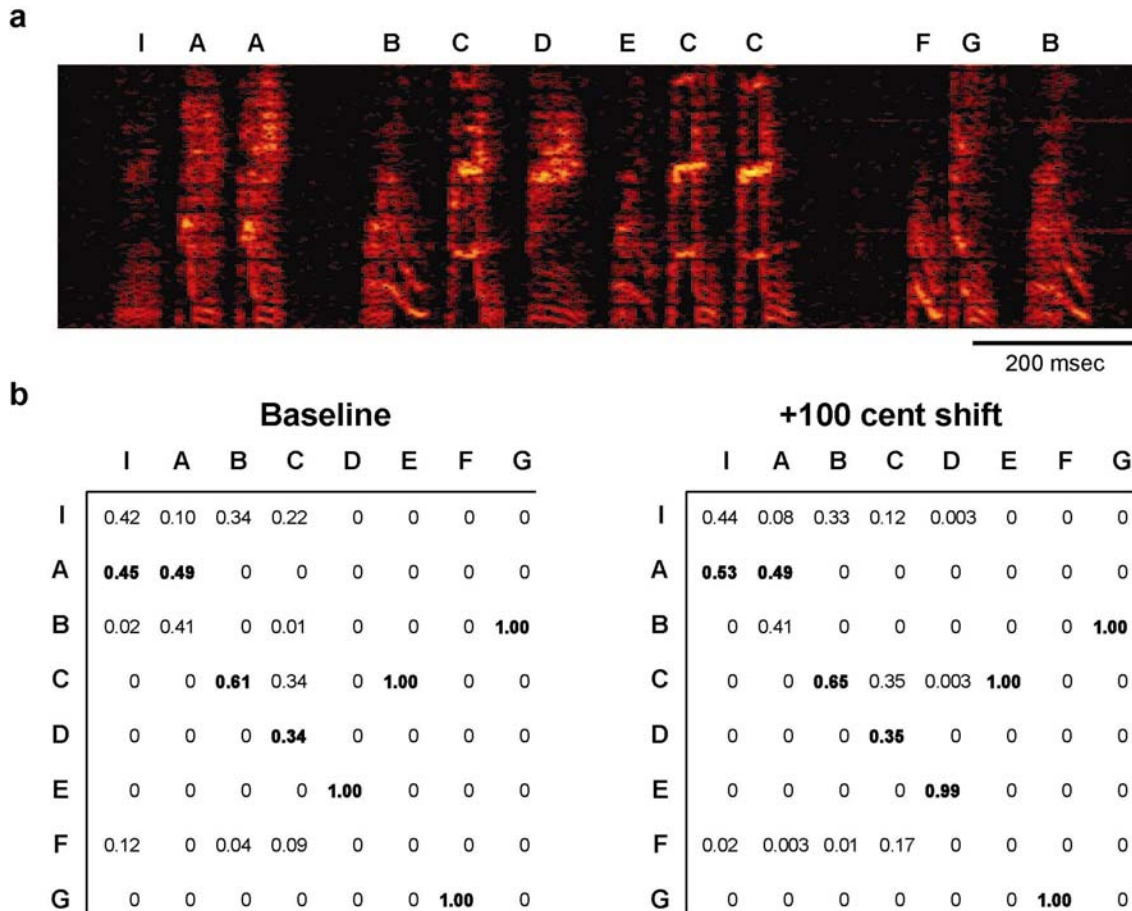 a
I A A B C D E C C F G B
200 msec
b
Baseline
I A B C D E F G
I 0.42 0.10 0.34 0.22 0 0 0 0
A 0.45 0.49 0 0 0 0 0 0
B 0.02 0.41 0 0.01 0 0 0 1.00
C 0 0 0.61 0.34 0 1.00 0 0
D 0 0 0 0.34 0 0 0 0
E 0 0 0 0 1.00 0 0 0
F 0.12 0 0.04 0.09 0 0 0 0
G 0 0 0 0 0 0 1.00 0
+100 cent shift
I A B C D E F G
I 0.44 0.08 0.33 0.12 0.003 0 0 0
A 0.53 0.49 0 0 0 0 0 0
B 0 0.41 0 0 0 0 0 1.00
C 0 0 0.65 0.35 0.003 1.00 0 0
D 0 0 0 0.35 0 0 0 0
E 0 0 0 0 0.99 0 0 0
F 0.02 0.003 0.01 0.17 0 0 0 0
G 0 0 0 0 0 0 1.00 0